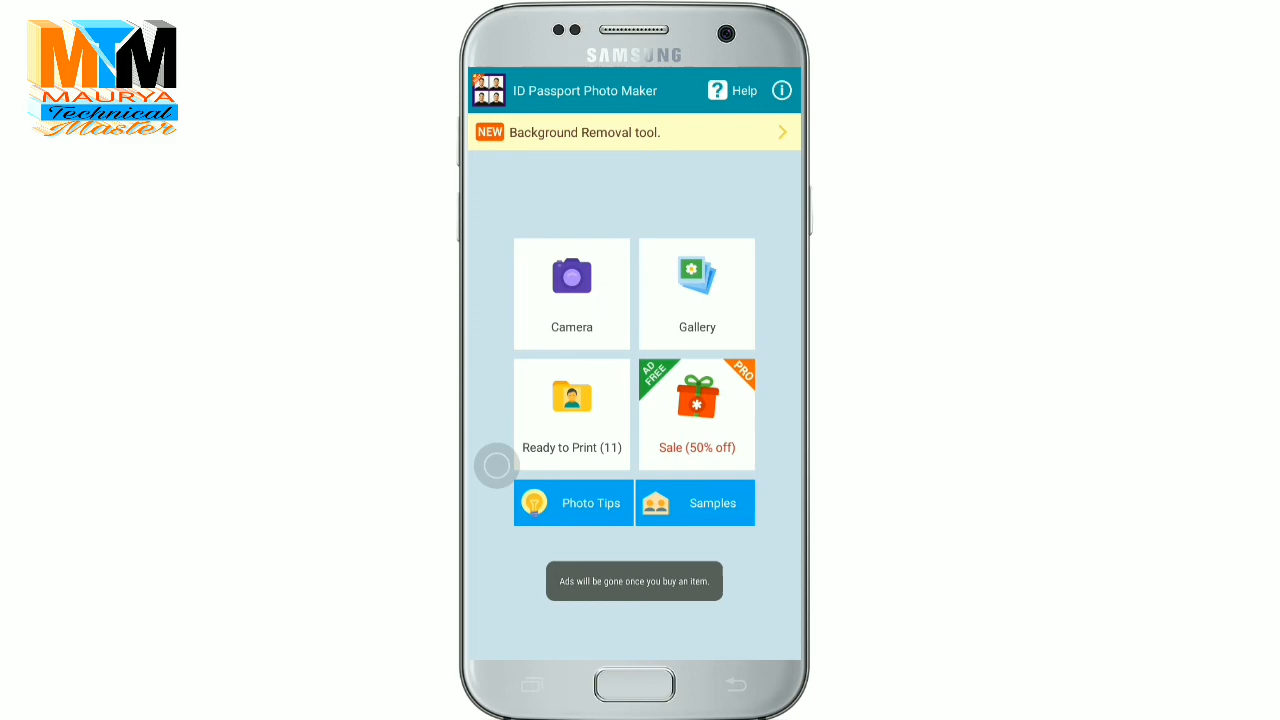 MTM
MAURYA
Technical
Master
SAMSUNG
ID Passport Photo Maker
? Help i
NEW Background Removal tool.
Camera
Gallery
AD FREE
PRO
Ready to Print (11)
Sale (50% off)
Photo Tips
Samples
Ads will be gone once you buy an item.